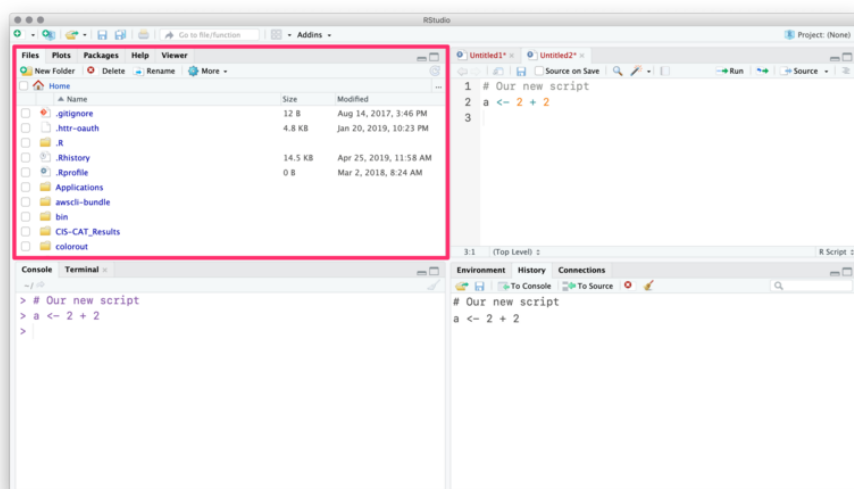 RStudio
Go to file/function Addins Project: (None)
Files Plots Packages Help Viewer
New Folder Delete Rename More
Home ...
Name Size Modified
.gitignore 12 B Aug 14, 2017, 3:46 PM
.httr-oauth 4.8 KB Jan 20, 2019, 10:23 PM
.R
.Rhistory 14.5 KB Apr 25, 2019, 11:58 AM
.Rprofile 0 B Mar 2, 2018, 8:24 AM
Applications
awscli-bundle
bin
CIS-CAT_Results
colorout
Untitled1* × Untitled2* ×
Source on Save Run Source
1 # Our new script
2 a <- 2 + 2
3
3:1 (Top Level) R Script
Console Terminal ×
~/
> # Our new script
> a <- 2 + 2
>
Environment History Connections
To Console To Source
# Our new script
a <- 2 + 2